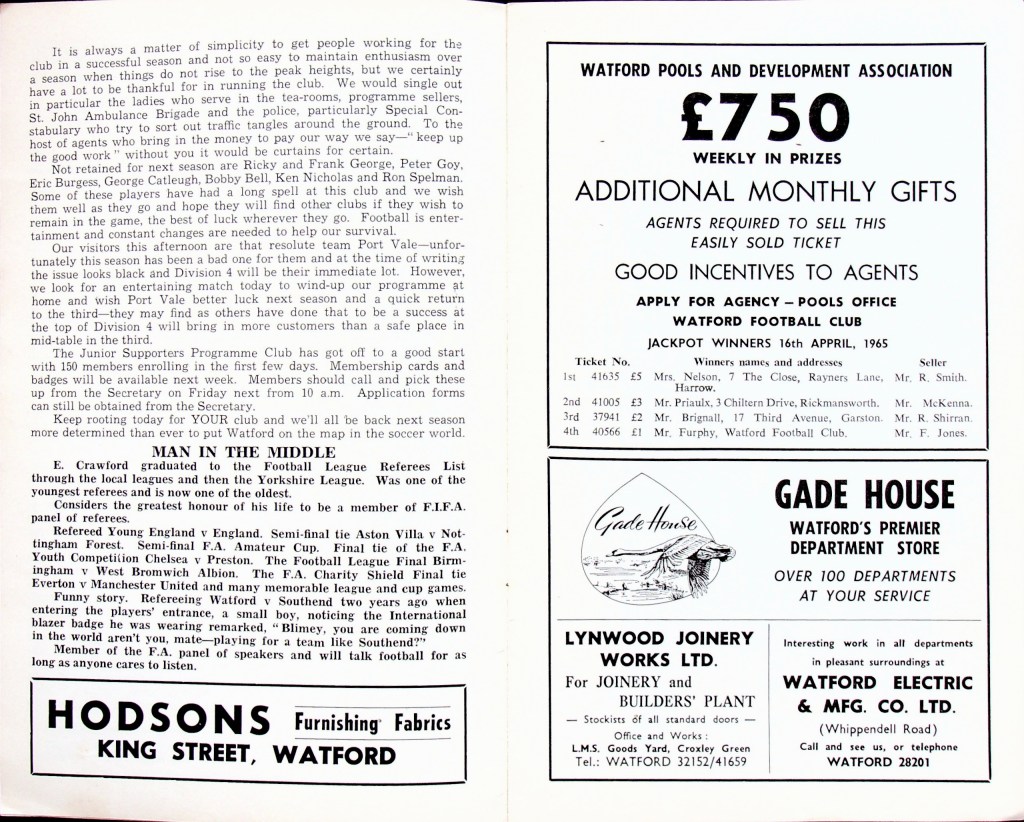 It is always a matter of simplicity to get people working for the
club in a successful season and not so easy to maintain enthusiasm over
a season when things do not rise to the peak heights, but we certainly
have a lot to be thankful for in running the club. We would single out
in particular the ladies who serve in the tea-rooms, programme sellers,
St. John Ambulance Brigade and the police, particularly Special Con-
stabulary who try to sort out traffic tangles around the ground. To the
host of agents who bring in the money to pay our way we say—“ keep up
the good work ” without you it would be curtains for certain.
Not retained for next season are Ricky and Frank George, Peter Goy,
Eric Burgess, George Catleugh, Bobby Bell, Ken Nicholas and Ron Spelman.
Some of these players have had a long spell at this club and we wish
them well as they go and hope they will find other clubs if they wish to
remain in the game, the best of luck wherever they go. Football is enter-
tainment and constant changes are needed to help our survival.
Our visitors this afternoon are that resolute team Port Vale—unfor-
tunately this season has been a bad one for them and at the time of writing
the issue looks black and Division 4 will be their immediate lot. However,
we look for an entertaining match today to wind-up our programme at
home and wish Port Vale better luck next season and a quick return
to the third—they may find as others have done that to be a success at
the top of Division 4 will bring in more customers than a safe place in
mid-table in the third.
The Junior Supporters Programme Club has got off to a good start
with 150 members enrolling in the first few days. Membership cards and
badges will be available next week. Members should call and pick these
up from the Secretary on Friday next from 10 a.m. Application forms
can still be obtained from the Secretary.
Keep rooting today for YOUR club and we'll all be back next season
more determined than ever to put Watford on the map in the soccer world.
MAN IN THE MIDDLE
E. Crawford graduated to the Football League Referees List
through the local leagues and then the Yorkshire League. Was one of the
youngest referees and is now one of the oldest.
Considers the greatest honour of his life to be a member of F.I.F.A.
panel of referees.
Refereed Young England v England. Semi-final tie Aston Villa v Not-
tingham Forest. Semi-final F.A. Amateur Cup. Final tie of the F.A.
Youth Competition Chelsea v Preston. The Football League Final Birm-
ingham v West Bromwich Albion. The F.A. Charity Shield Final tie
Everton v Manchester United and many memorable league and cup games.
Funny story. Refereeing Watford v Southend two years ago when
entering the players' entrance, a small boy, noticing the International
blazer badge he was wearing remarked, “Blimey, you are coming down
in the world aren't you, mate—playing for a team like Southend?”
Member of the F.A. panel of speakers and will talk football for as
long as anyone cares to listen.
HODSONS Furnishing Fabrics
KING STREET, WATFORD
WATFORD POOLS AND DEVELOPMENT ASSOCIATION
£750
WEEKLY IN PRIZES
ADDITIONAL MONTHLY GIFTS
AGENTS REQUIRED TO SELL THIS
EASILY SOLD TICKET
GOOD INCENTIVES TO AGENTS
APPLY FOR AGENCY – POOLS OFFICE
WATFORD FOOTBALL CLUB
JACKPOT WINNERS 16th APRIL, 1965
Ticket No. Winners names and addresses Seller
1st 41635 £5 Mrs. Nelson, 7 The Close, Rayners Lane, Mr. R. Smith.
Harrow.
2nd 41005 £3 Mr. Priaulx, 3 Chiltern Drive, Rickmansworth. Mr. McKenna.
3rd 37941 £2 Mr. Brignall, 17 Third Avenue, Garston. Mr. R. Shirran.
4th 40566 £1 Mr. Furphy, Watford Football Club. Mr. F. Jones.
Gade House
GADE HOUSE
WATFORD'S PREMIER
DEPARTMENT STORE
OVER 100 DEPARTMENTS
AT YOUR SERVICE
LYNWOOD JOINERY
WORKS LTD.
For JOINERY and
BUILDERS' PLANT
— Stockists of all standard doors —
Office and Works :
L.M.S. Goods Yard, Croxley Green
Tel.: WATFORD 32152/41659
Interesting work in all departments
in pleasant surroundings at
WATFORD ELECTRIC
& MFG. CO. LTD.
(Whippendell Road)
Call and see us, or telephone
WATFORD 28201